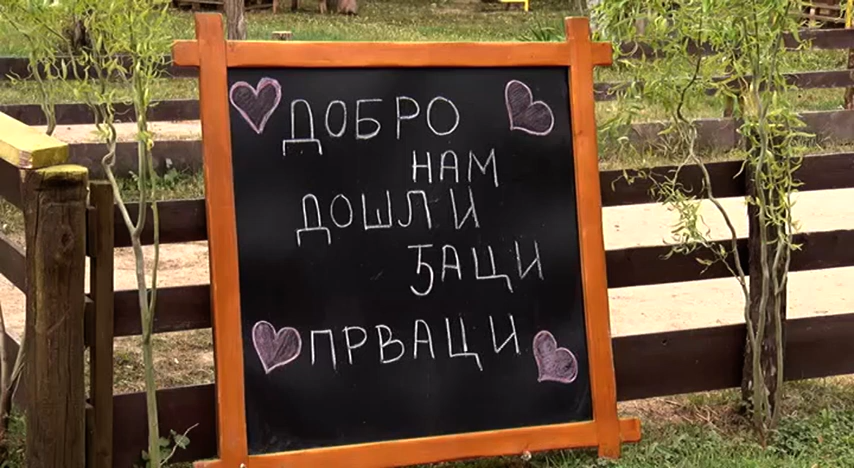 ДОБРО
НАМ
ДОШЛИ
ЂАЦИ
ПРВАЦИ